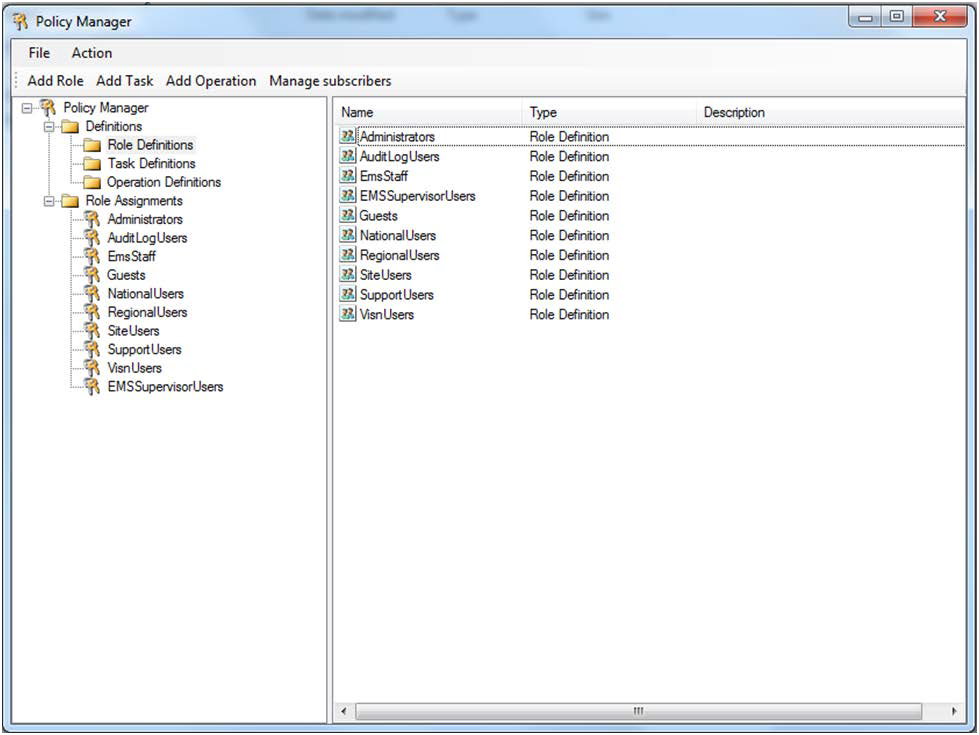 Policy Manager
File Action
Add Role Add Task Add Operation Manage subscribers
Policy Manager
Definitions
Role Definitions
Task Definitions
Operation Definitions
Role Assignments
Administrators
AuditLogUsers
EmsStaff
Guests
NationalUsers
RegionalUsers
SiteUsers
SupportUsers
VisnUsers
EMSSupervisorUsers
Name Type Description
Administrators Role Definition
AuditLogUsers Role Definition
EmsStaff Role Definition
EMSSupervisorUsers Role Definition
Guests Role Definition
NationalUsers Role Definition
RegionalUsers Role Definition
SiteUsers Role Definition
SupportUsers Role Definition
VisnUsers Role Definition